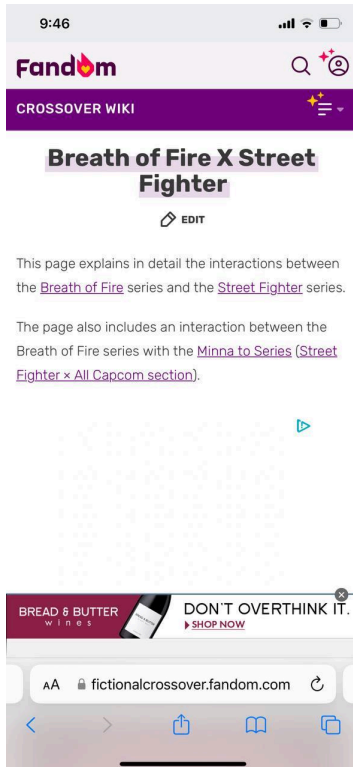 9:46
Fandom
CROSSOVER WIKI
Breath of Fire X Street
Fighter
EDIT
This page explains in detail the interactions between
the Breath of Fire series and the Street Fighter series.
The page also includes an interaction between the
Breath of Fire series with the Minna to Series (Street
Fighter × All Capcom section).
BREAD & BUTTER
wines
DON'T OVERTHINK IT.
SHOP NOW
AA fictionalcrossover.fandom.com